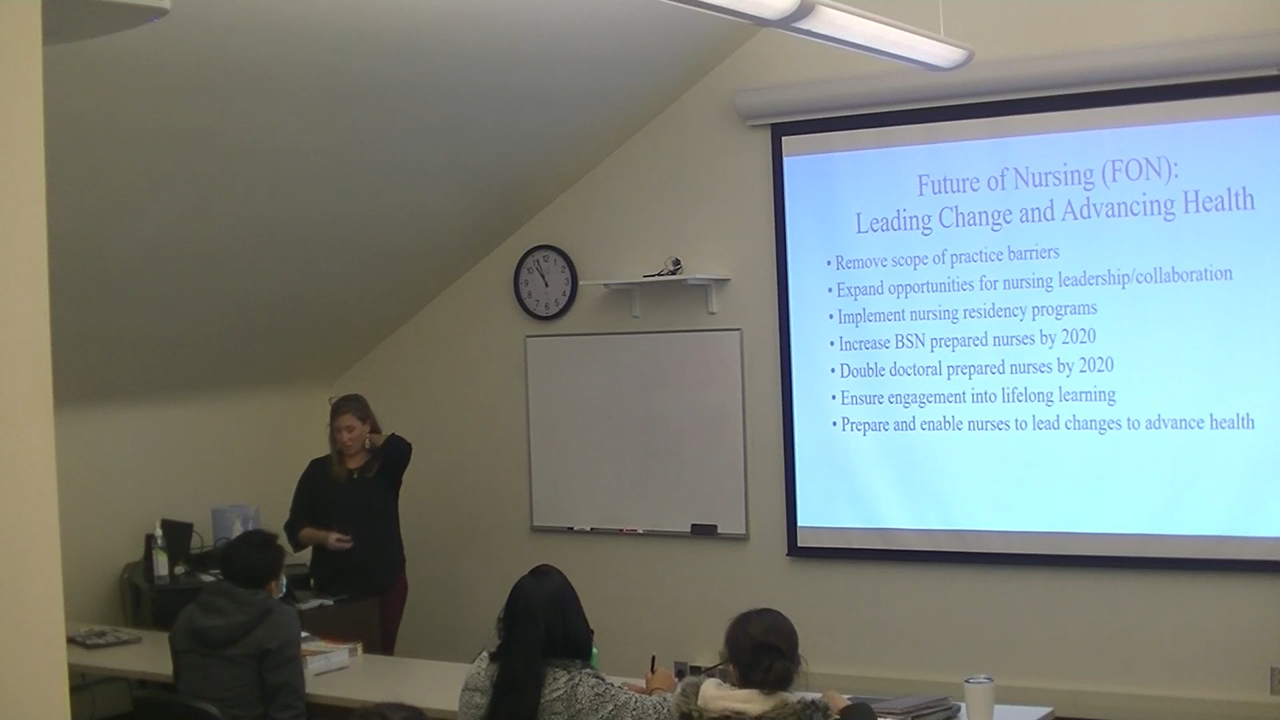 Future of Nursing (FON):
Leading Change and Advancing Health
• Remove scope of practice barriers
• Expand opportunities for nursing leadership/collaboration
• Implement nursing residency programs
• Increase BSN prepared nurses by 2020
• Double doctoral prepared nurses by 2020
• Ensure engagement into lifelong learning
• Prepare and enable nurses to lead changes to advance health